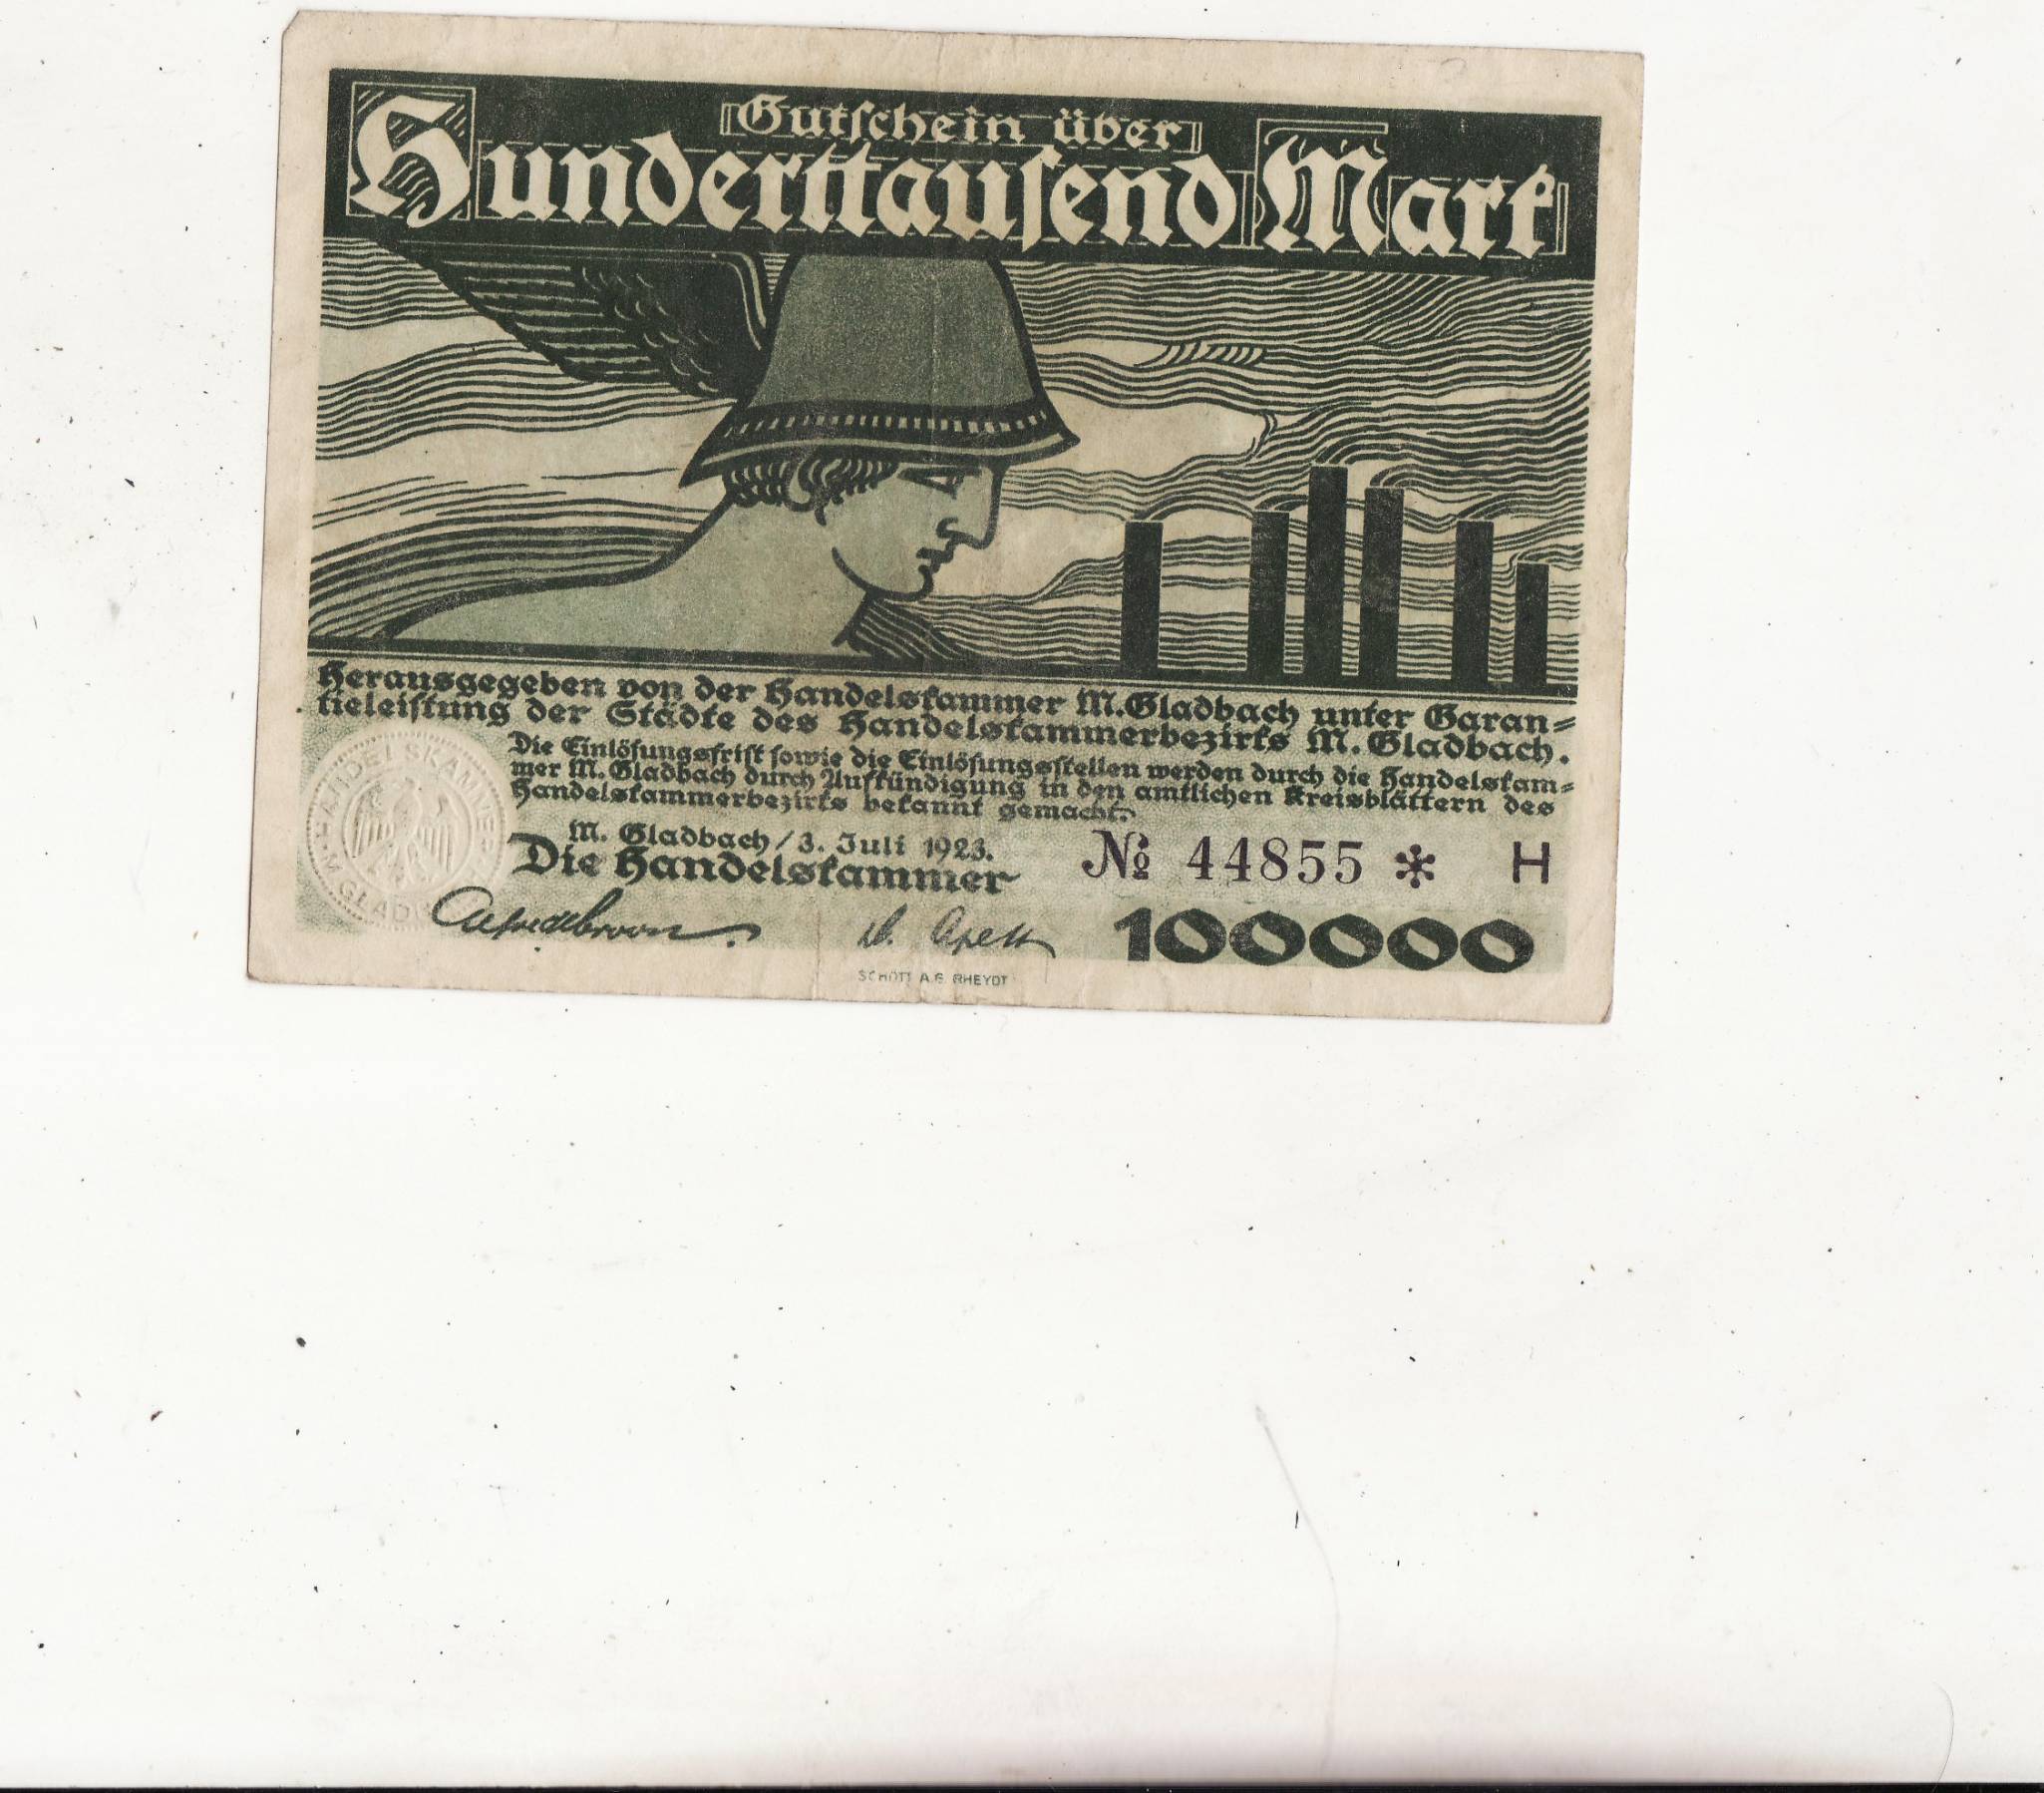 Gutschein über
Hunderttausend Mark
Herausgegeben von der Handelskammer M.Gladbach unter Garan=
tieleistung der Städte des Handelskammerbezirks M. Gladbach.
Die Einlösungsfrist sowie die Einlösungsstellen werden durch die Handelskam=
mer M. Gladbach durch Aufkündigung in den amtlichen Kreisblättern des
Handelskammerbezirks bekannt gemacht.
M. Gladbach / 3. Juli 1923.
Die Handelskammer
HANDELSKAMMER
M. GLADB
№ 44855 * H
100000
SCHOTT A.G. RHEYDT